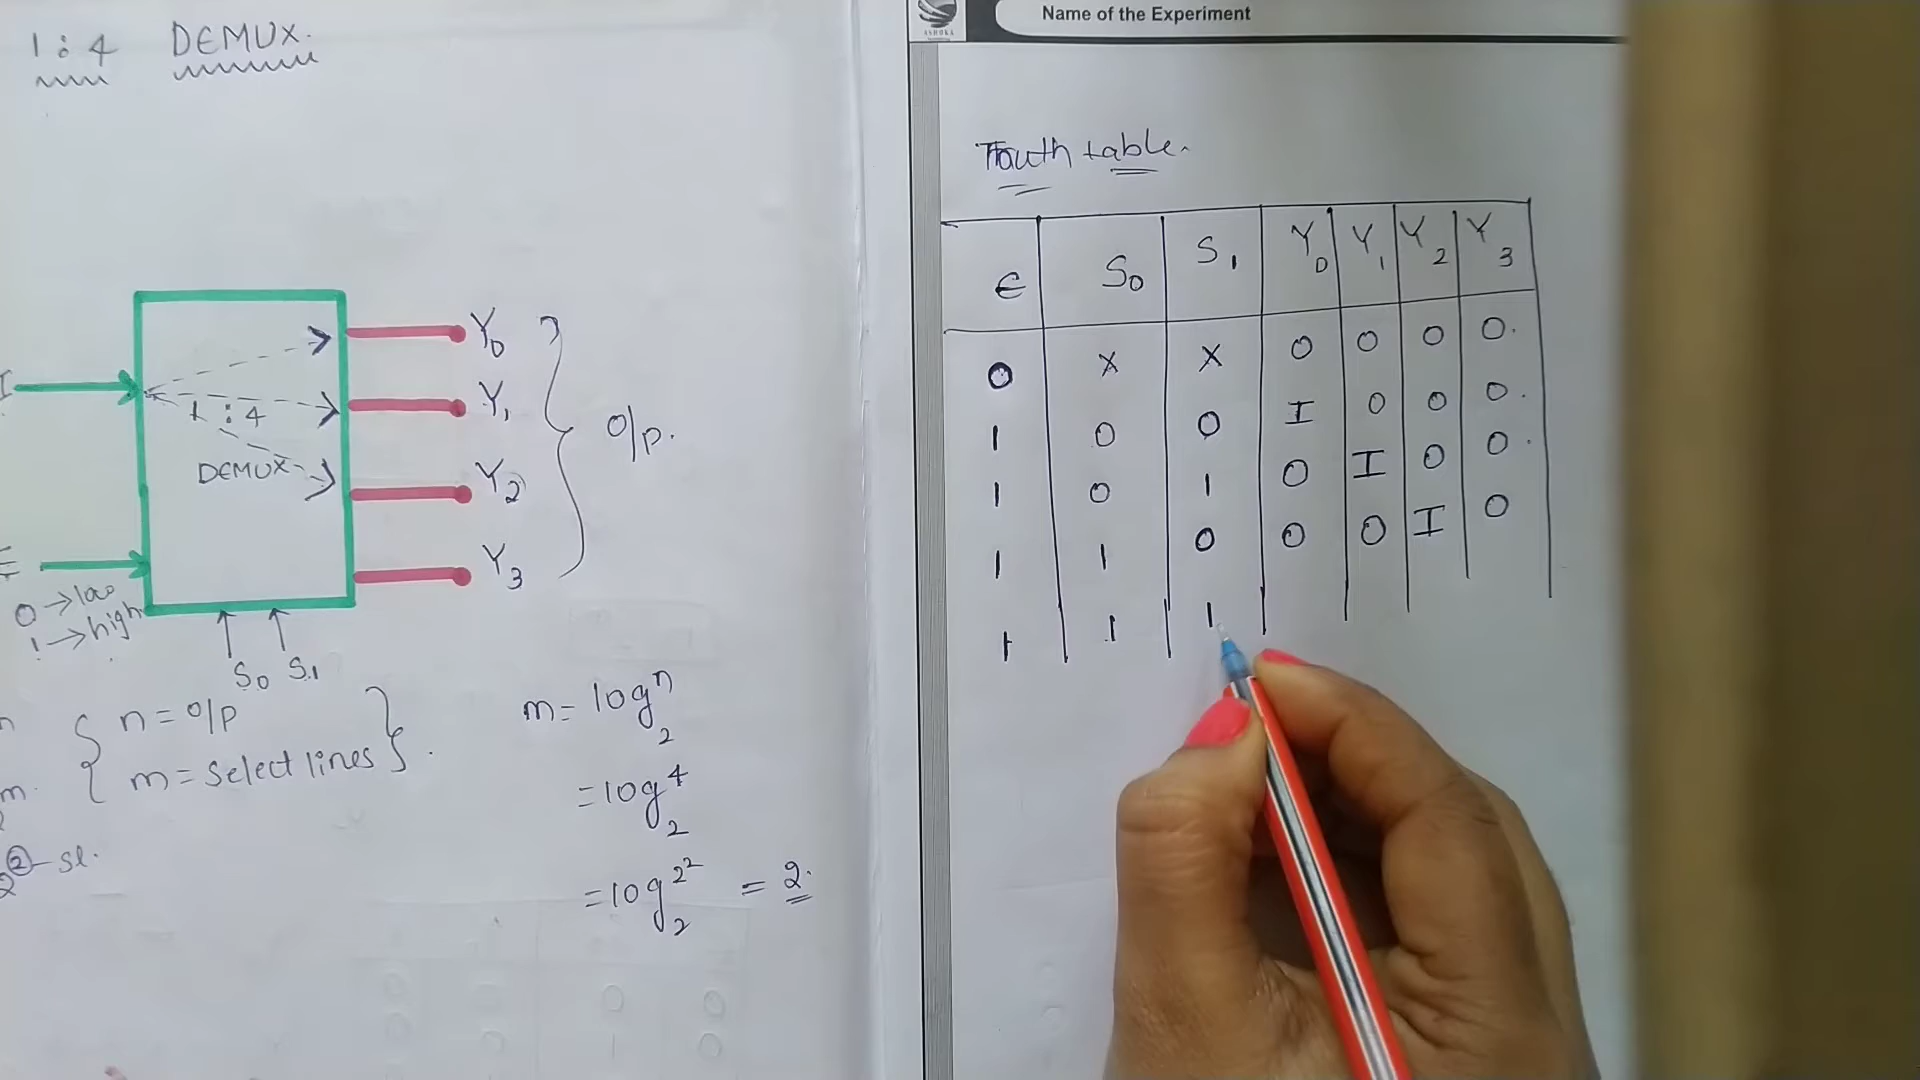 1:4 DEMUX.
I
1:4
DEMUX
E
0→low
1→high
S0 S1
Y0
Y1
Y2
Y3
o/p.
n = o/p
m = select lines
m = log2 n
= log2 4
= log2 2² = 2.
2② - sl.
ASHOKA
Name of the Experiment
Truth table.
E S0 S1 Y0 Y1 Y2 Y3
0 X X 0 0 0 0.
1 0 0 I 0 0 0.
1 0 1 0 I 0 0.
1 1 0 0 0 I 0
1 1 1